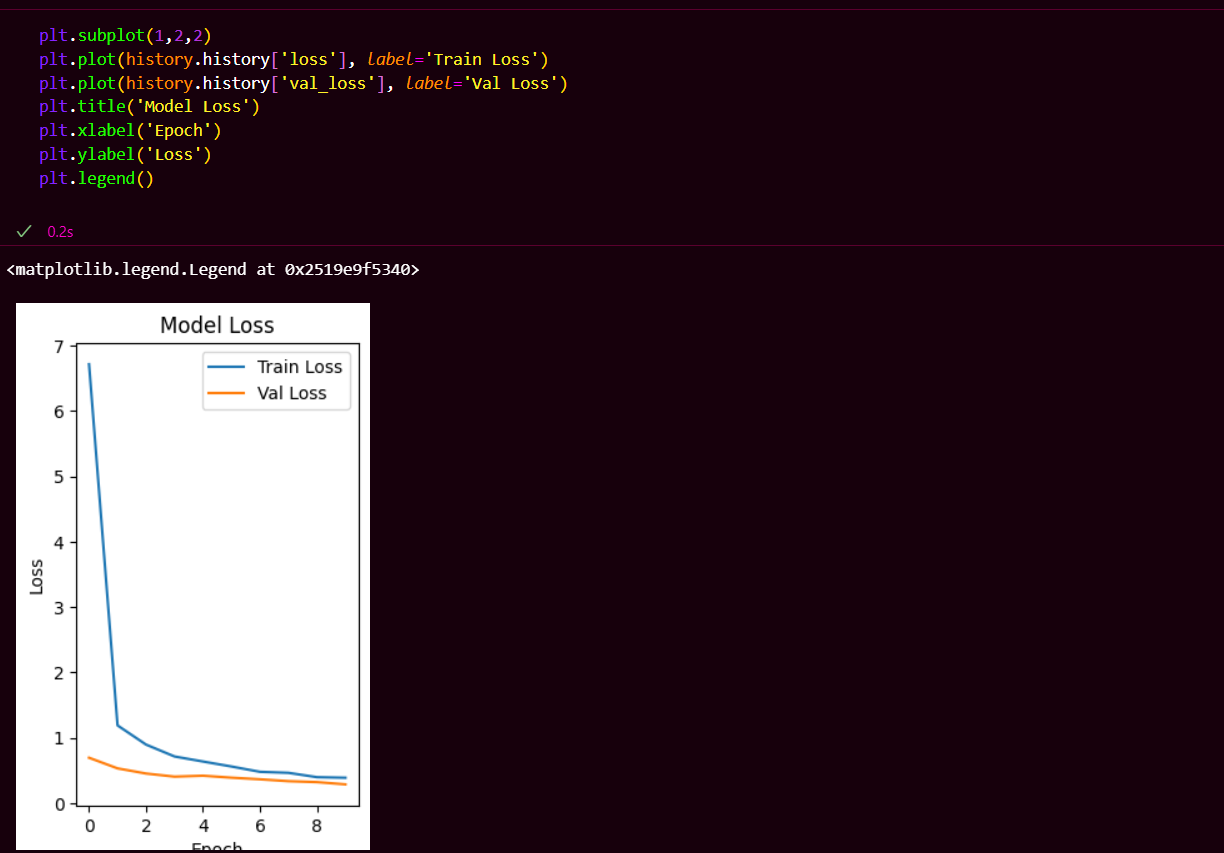 plt.subplot(1,2,2)
plt.plot(history.history['loss'], label='Train Loss')
plt.plot(history.history['val_loss'], label='Val Loss')
plt.title('Model Loss')
plt.xlabel('Epoch')
plt.ylabel('Loss')
plt.legend()
0.2s
<matplotlib.legend.Legend at 0x2519e9f5340>
Model Loss
Train Loss
Val Loss
7
6
5
4
3
2
1
0
Loss
0 2 4 6 8
Epoch